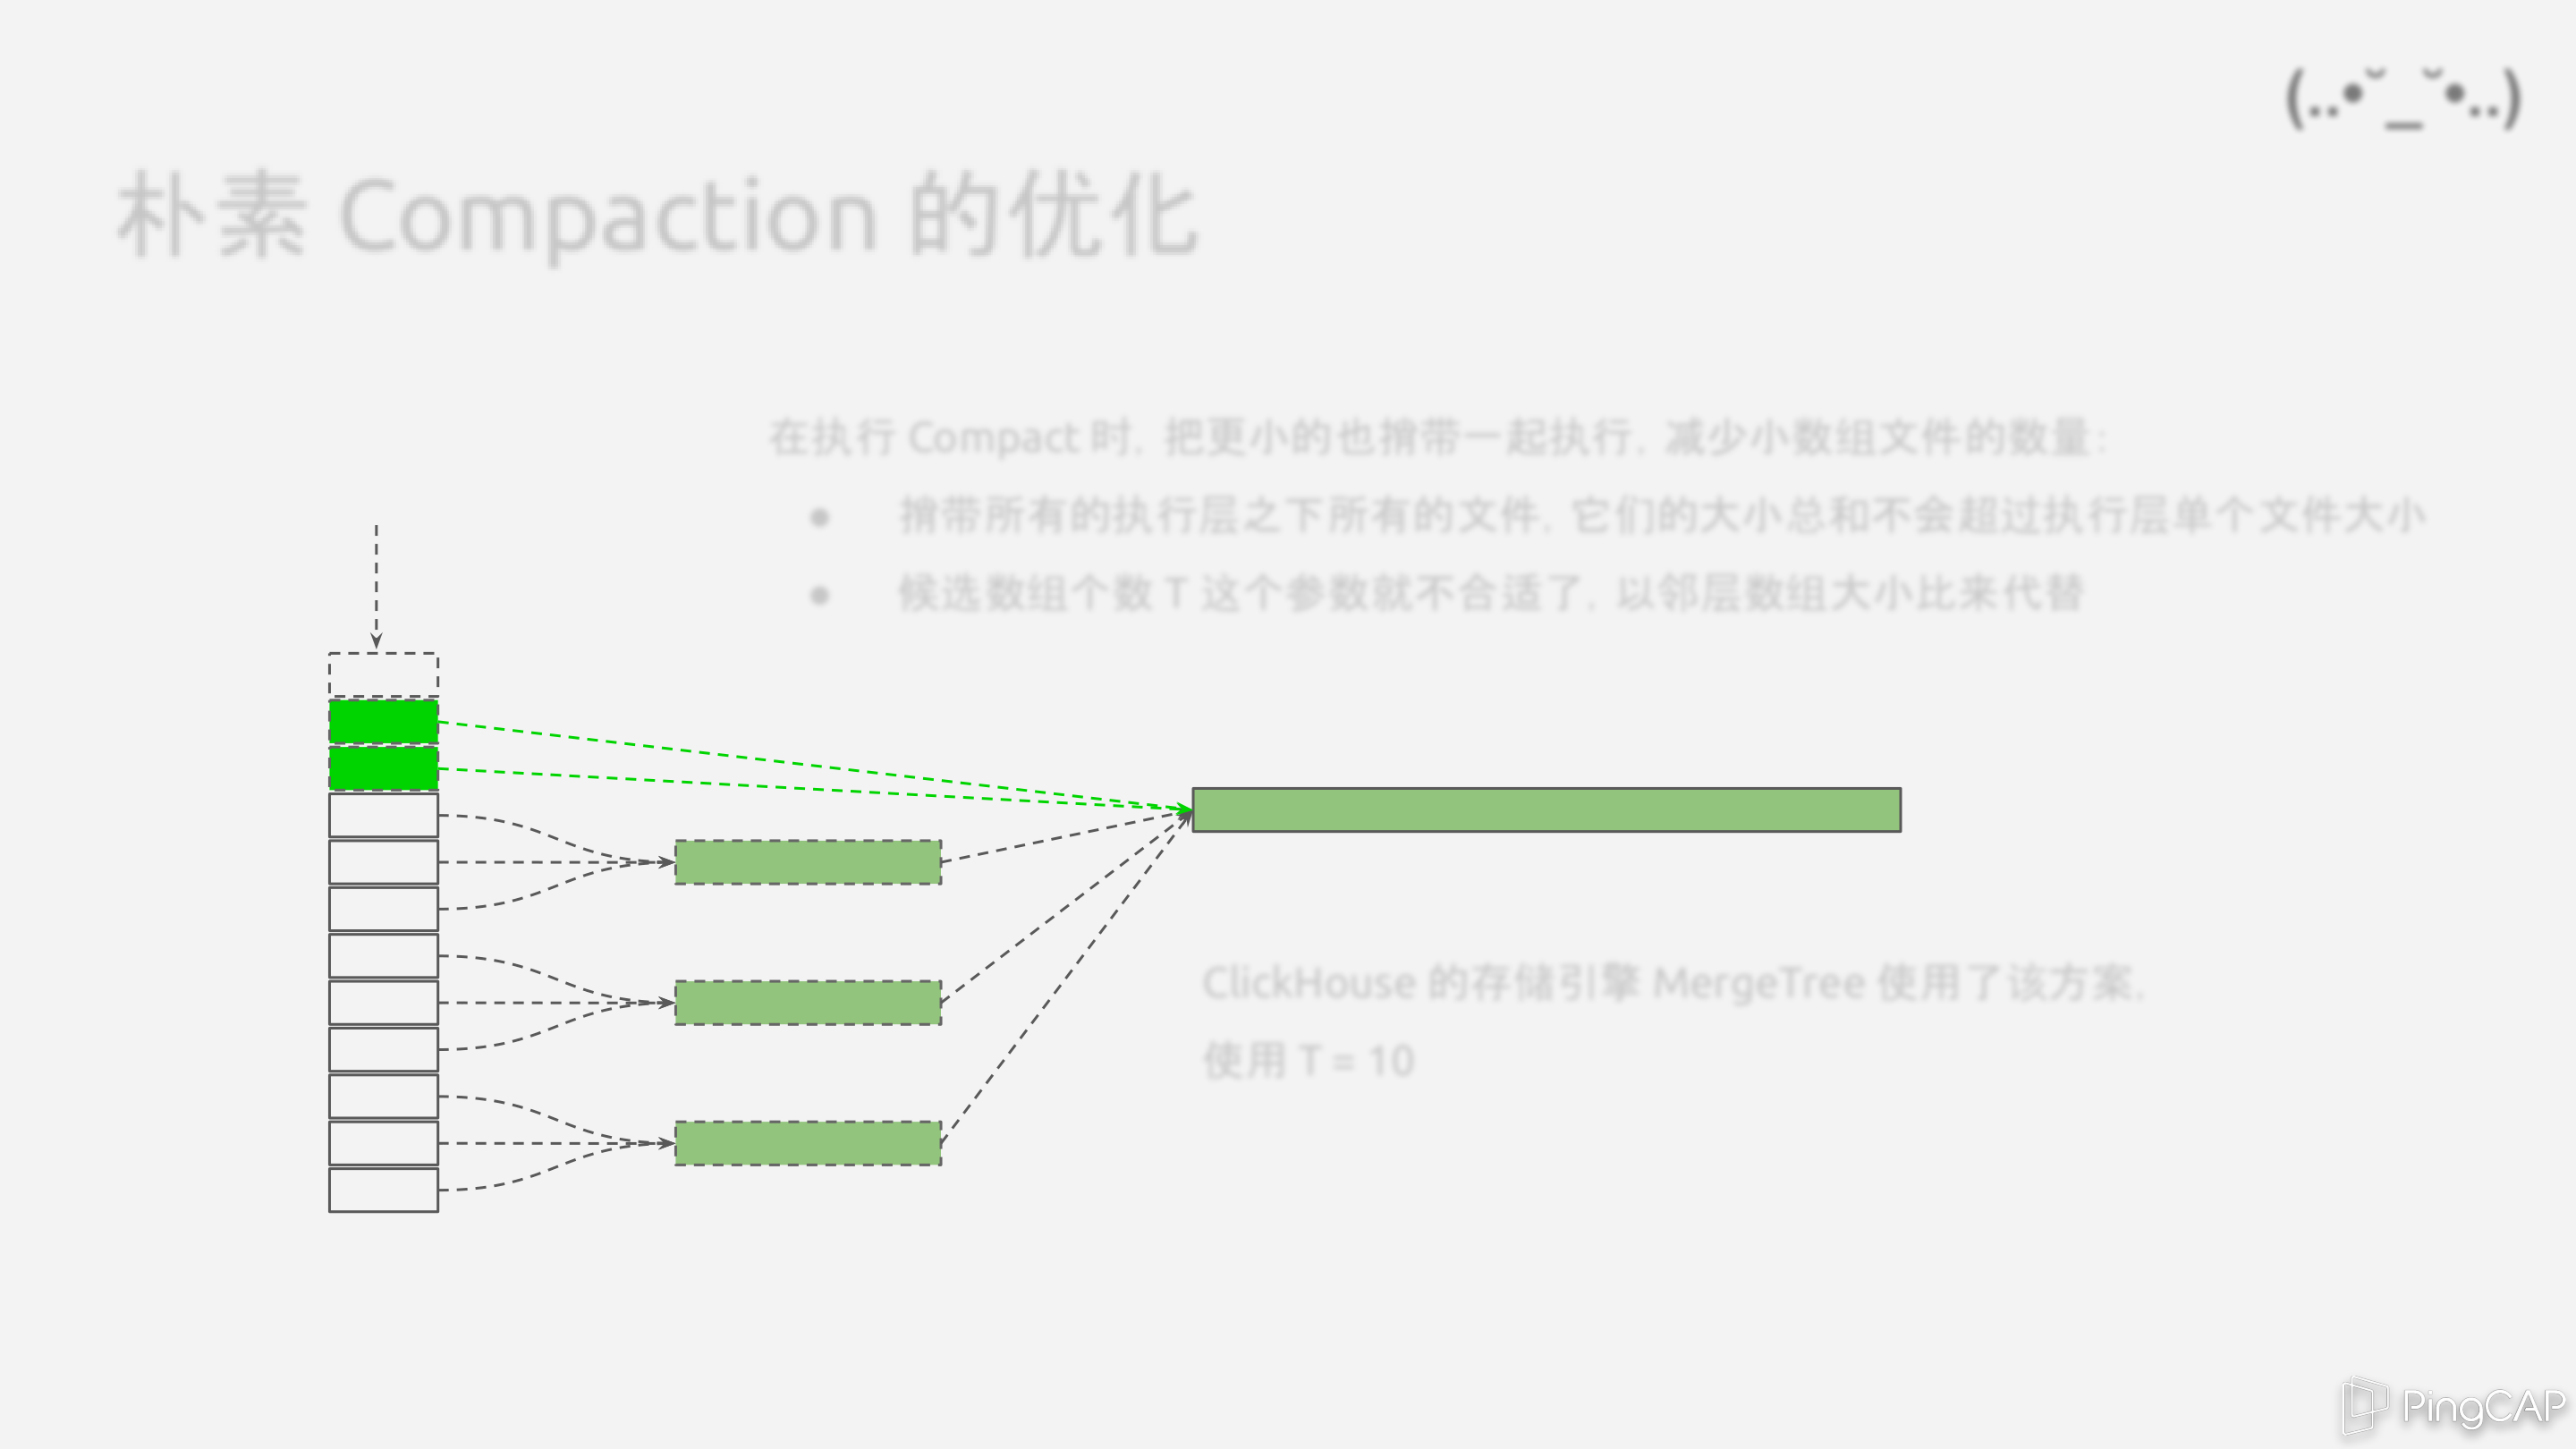 (..•˘_˘•..)
朴素 Compaction 的优化
在执行 Compact 时, 把更小的也捎带一起执行, 减少小数组文件的数量:
● 捎带所有的执行层之下所有的文件, 它们的大小总和不会超过执行层单个文件大小
● 候选数组个数 T 这个参数就不合适了, 以邻层数组大小比来代替
ClickHouse 的存储引擎 MergeTree 使用了该方案,
使用 T = 10
PingCAP